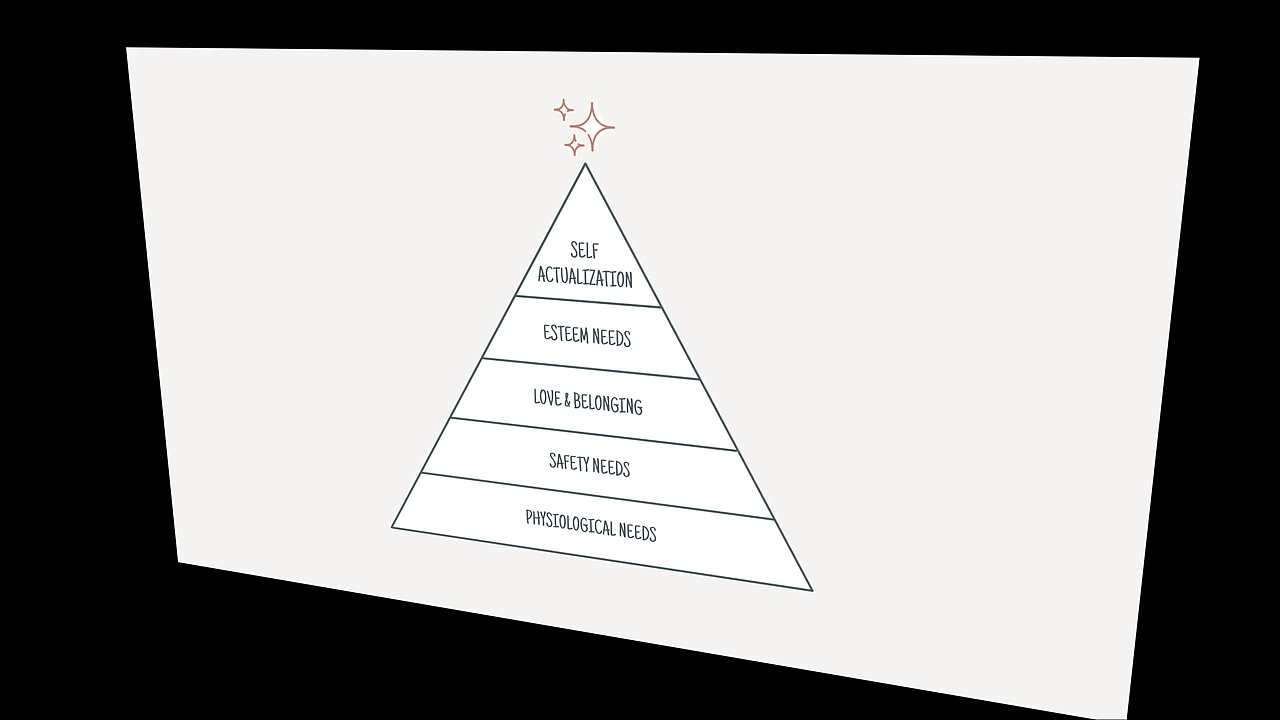 SELF
ACTUALIZATION
ESTEEM NEEDS
LOVE & BELONGING
SAFETY NEEDS
PHYSIOLOGICAL NEEDS